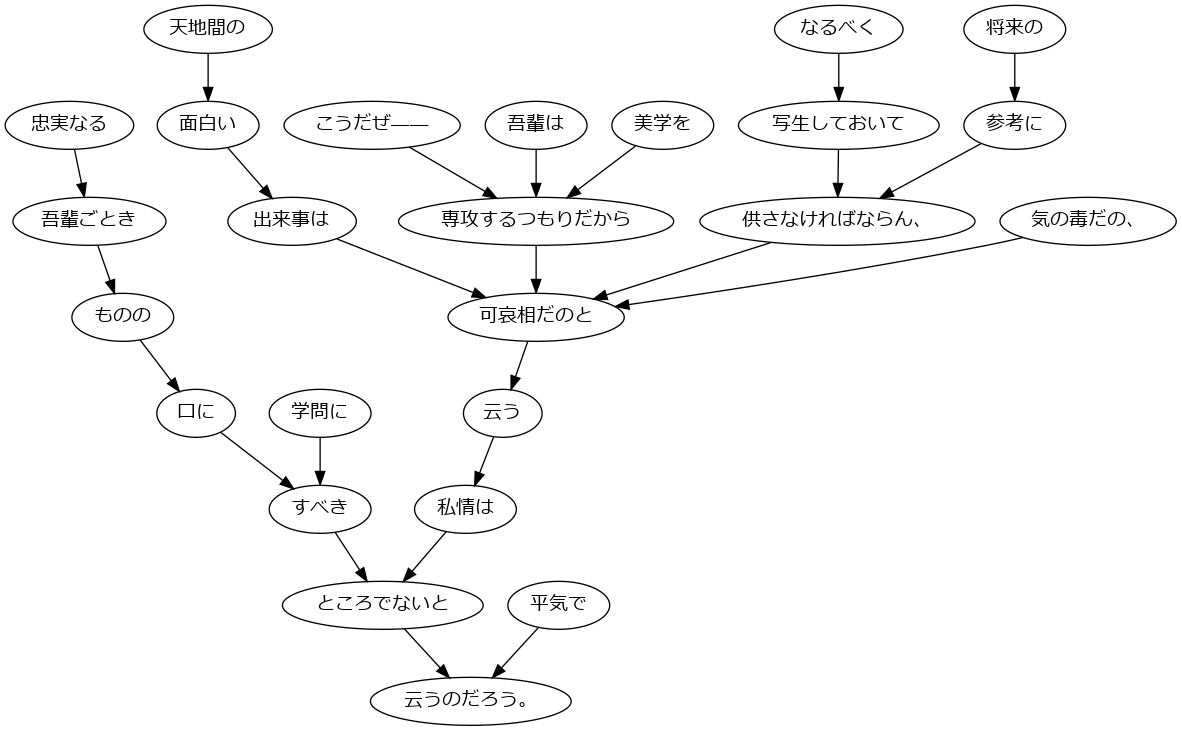 天地間の
なるべく
将来の
忠実なる
面白い
こうだぜ――
吾輩は
美学を
写生しておいて
参考に
吾輩ごとき
出来事は
専攻するつもりだから
供さなければならん、
気の毒だの、
ものの
可哀相だのと
口に
学問に
云う
すべき
私情は
ところでないと
平気で
云うのだろう。